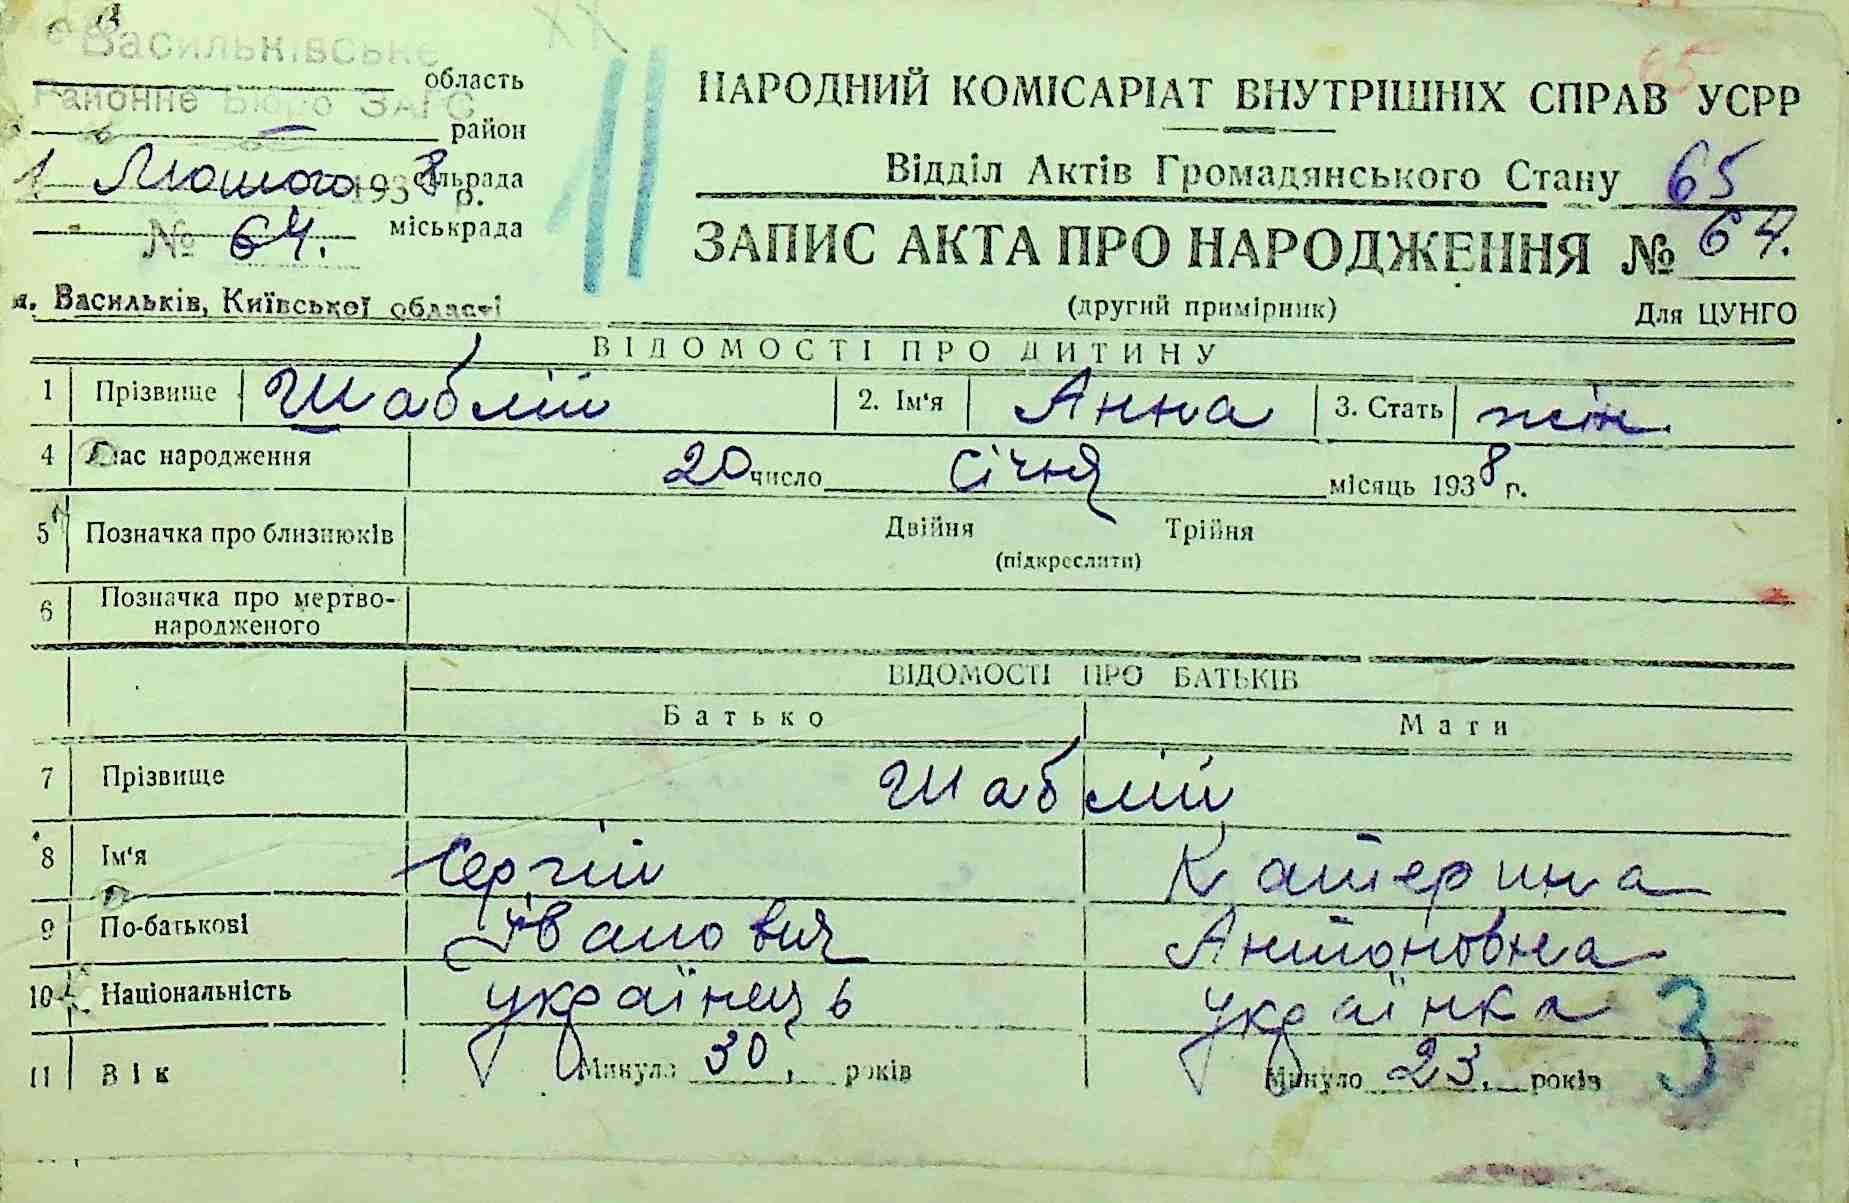 Васильківське
область
Районне Бюро ЗАГС
район
1 Лютого 1938 р.
сільрада
№ 64.
міськрада
м. Васильків, Київської області
65
НАРОДНИЙ КОМІСАРІАТ ВНУТРІШНІХ СПРАВ УСРР
Відділ Актів Громадянського Стану 65
ЗАПИС АКТА ПРО НАРОДЖЕННЯ № 64.
(другий примірник) Для ЦУНГО
ВІДОМОСТІ ПРО ДИТИНУ
1 Прізвище Шаблій 2. Ім'я Анна 3. Стать жін.
4 Час народження 20 число Січня місяць 1938 р.
5 Позначка про близнюків Двійня Трійня
(підкреслити)
6 Позначка про мертво-
народженого
ВІДОМОСТІ ПРО БАТЬКІВ
Батько Мати
7 Прізвище Шаблій
8 Ім'я Сергій Катерина
9 По-батькові Іванович Антоновна
10 Національність українець українка
3
11 Вік Минуло 30, років Минуло 23, років